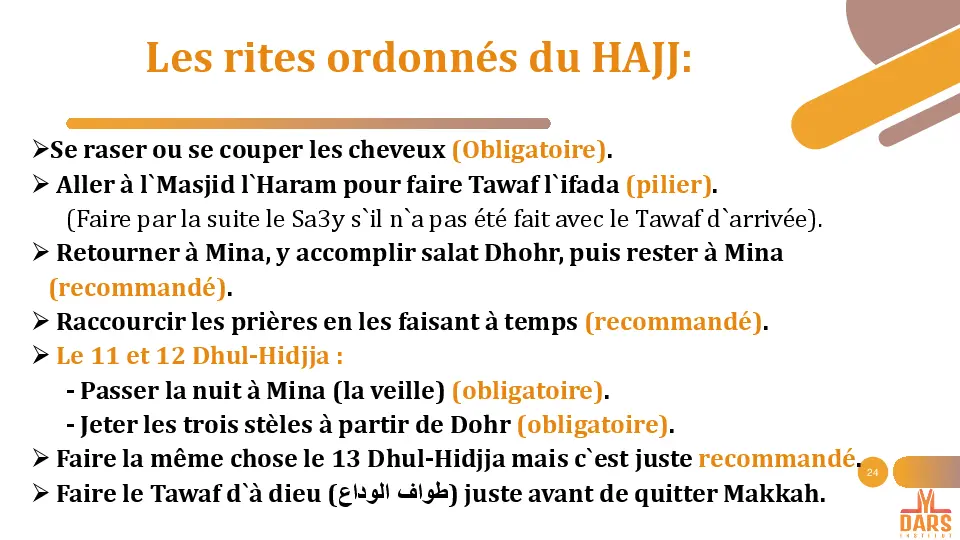 Les rites ordonnés du HAJJ:
➢Se raser ou se couper les cheveux (Obligatoire).
➢ Aller à l`Masjid l`Haram pour faire Tawaf l`ifada (pilier).
(Faire par la suite le Sa3y s`il n`a pas été fait avec le Tawaf d`arrivée).
➢ Retourner à Mina, y accomplir salat Dhohr, puis rester à Mina
(recommandé).
➢ Raccourcir les prières en les faisant à temps (recommandé).
➢ Le 11 et 12 Dhul-Hidjja :
- Passer la nuit à Mina (la veille) (obligatoire).
- Jeter les trois stèles à partir de Dohr (obligatoire).
➢ Faire la même chose le 13 Dhul-Hidjja mais c`est juste recommandé.
24
➢ Faire le Tawaf d`à dieu (طواف الوداع) juste avant de quitter Makkah.
DARS
INSTITUT